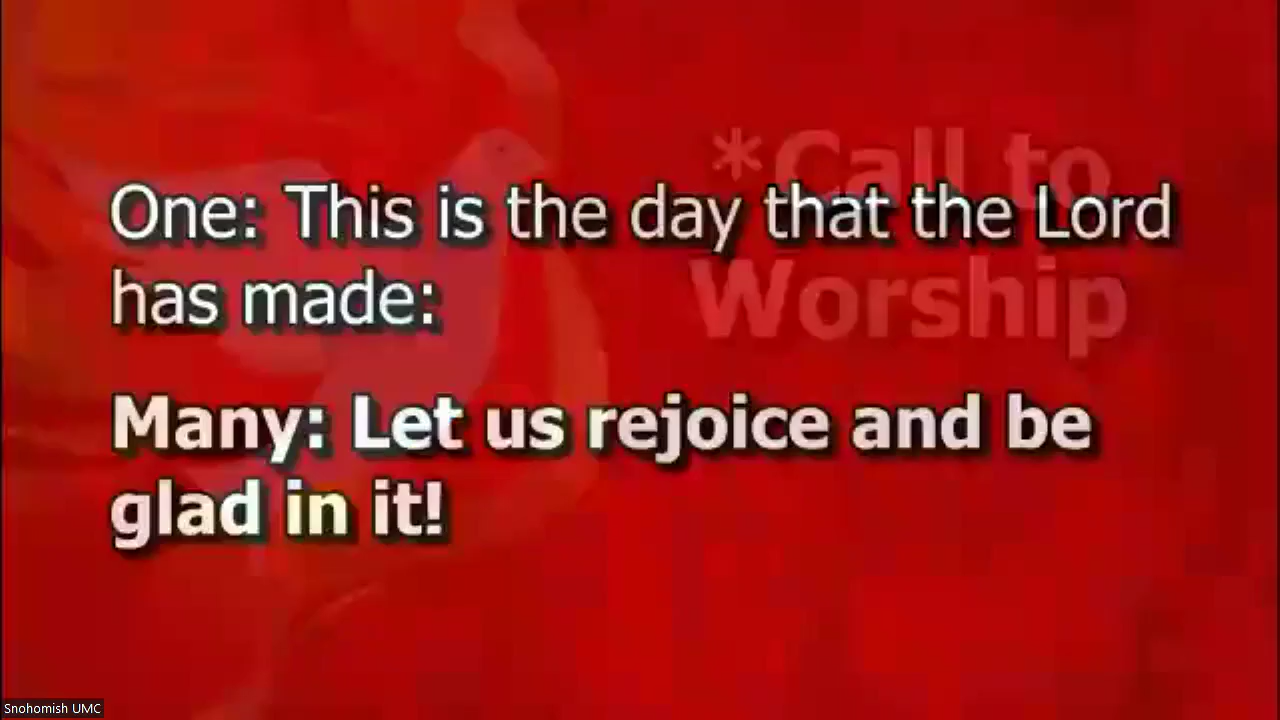 *Call to
Worship
One: This is the day that the Lord
has made:
Many: Let us rejoice and be
glad in it!
Snohomish UMC